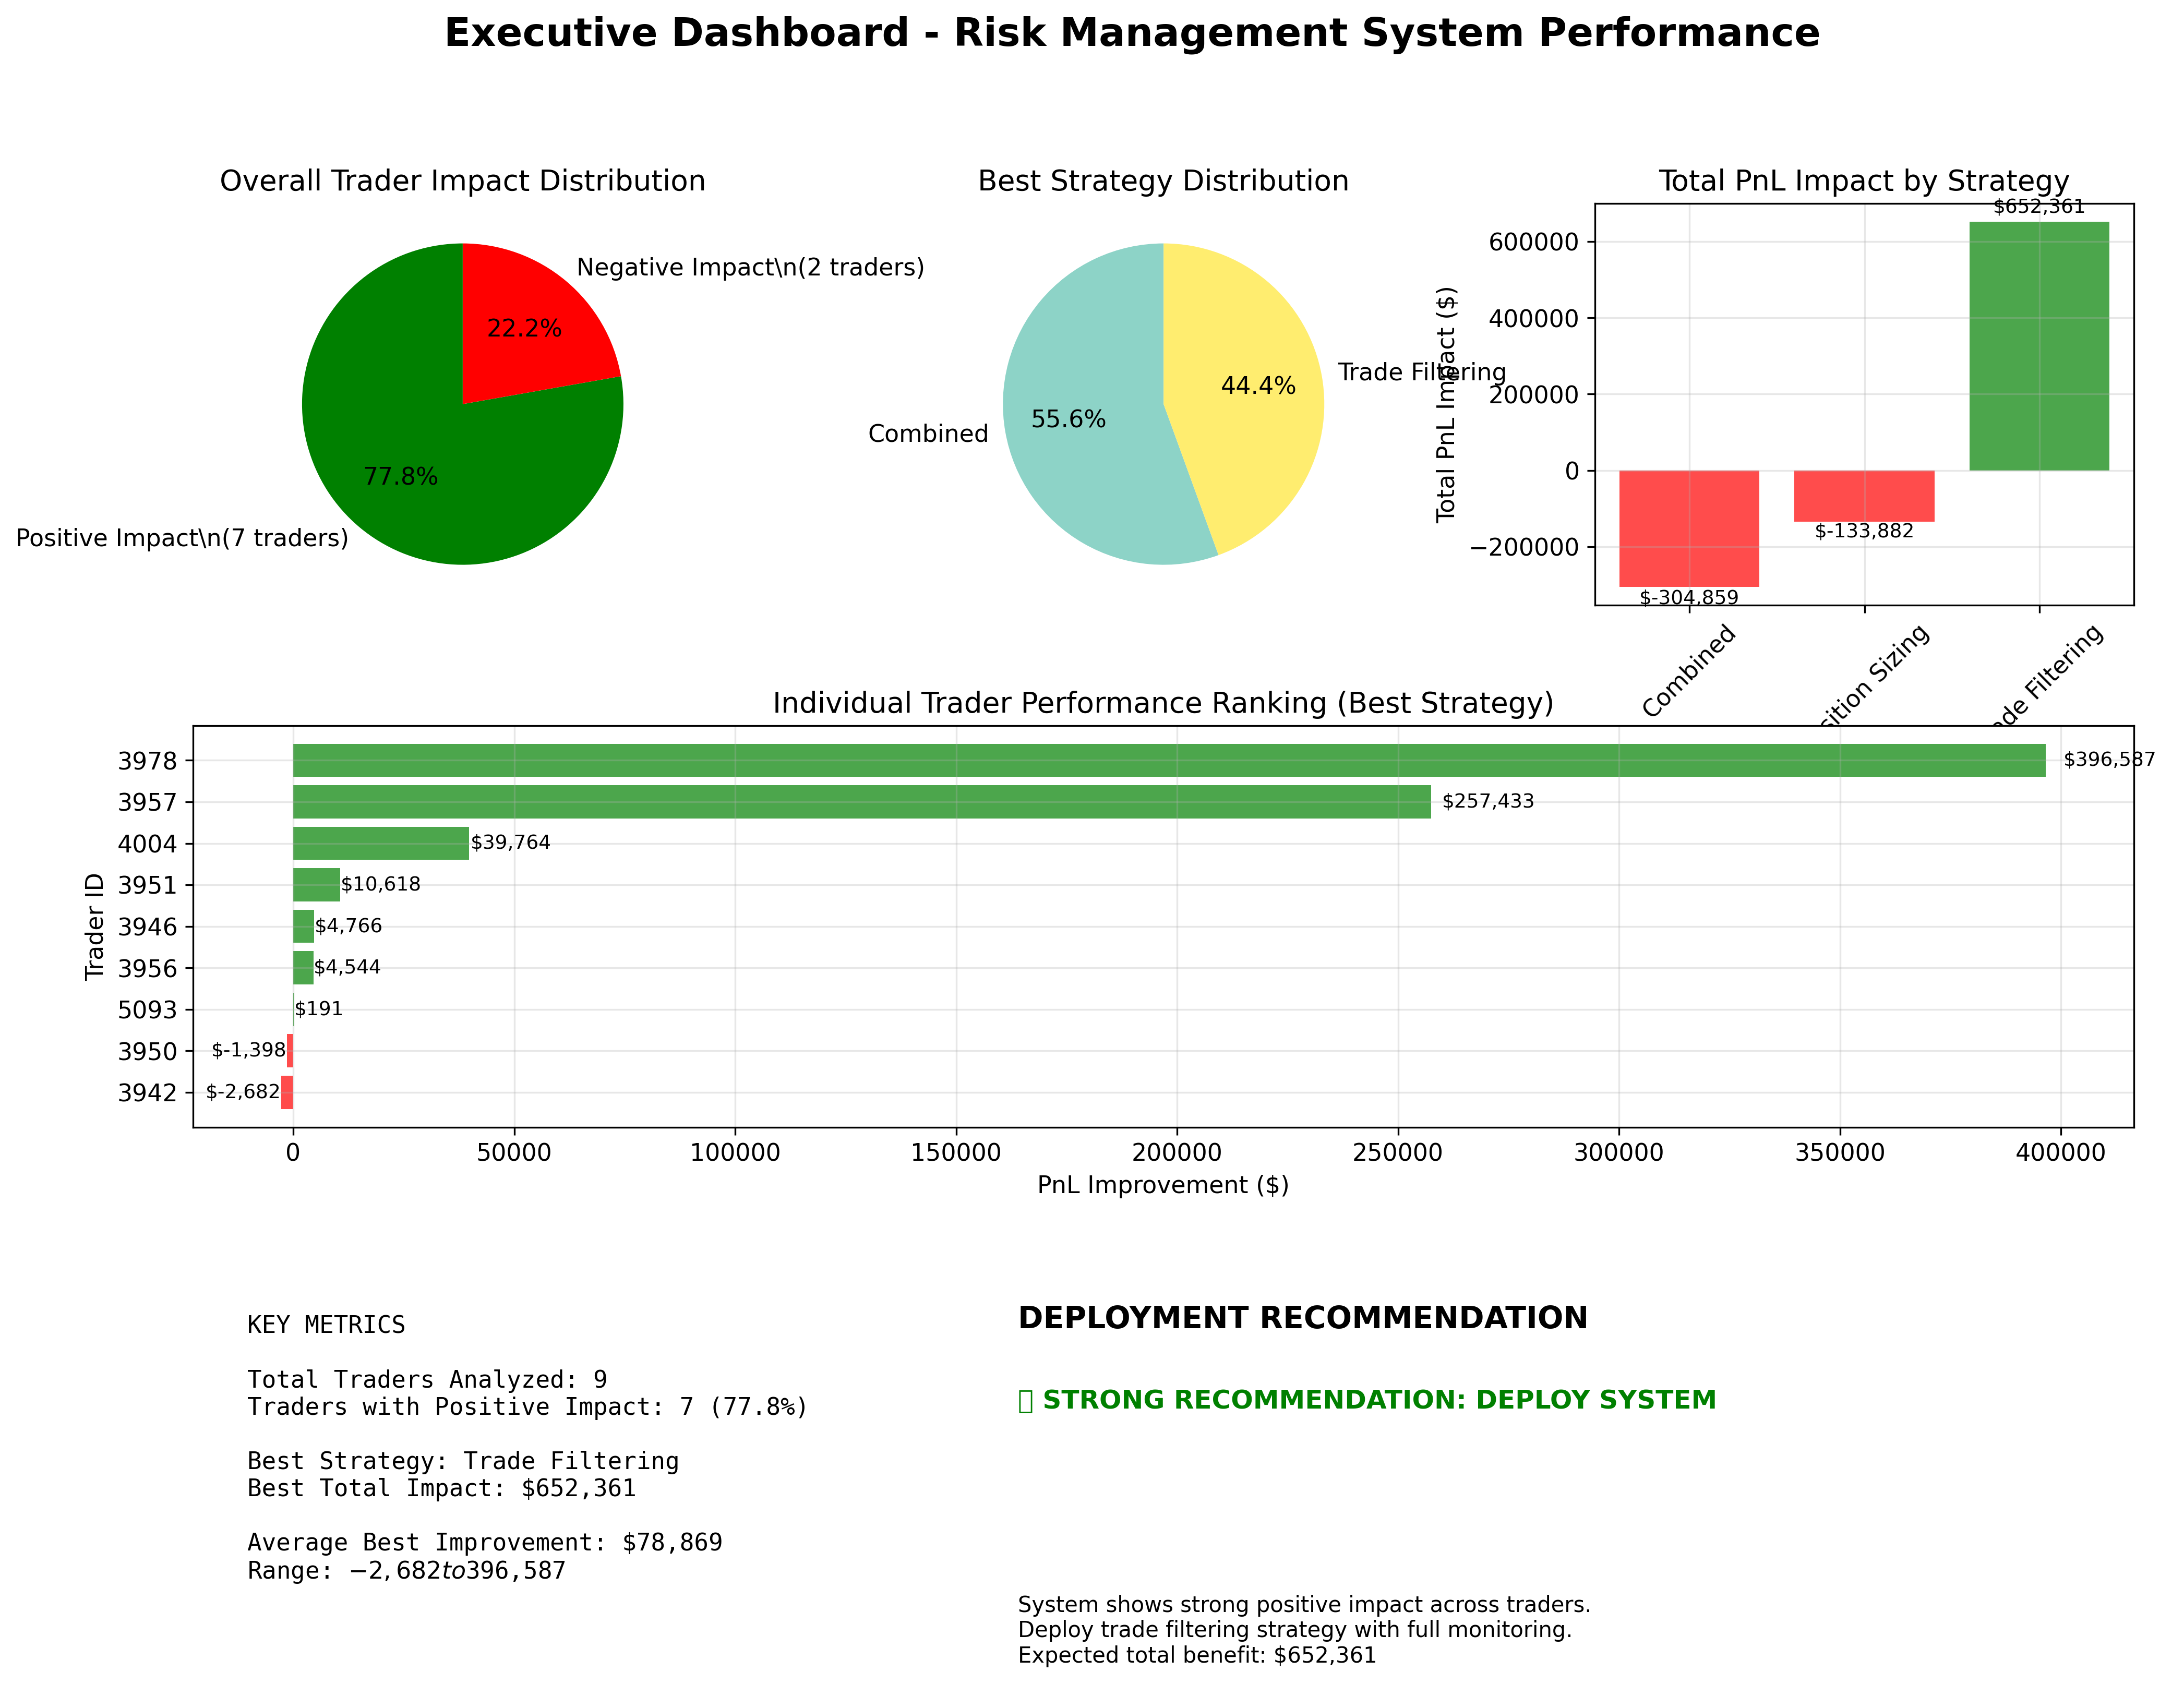 Executive Dashboard - Risk Management System Performance
Overall Trader Impact Distribution
Negative Impact\n(2 traders)
22.2%
77.8%
Positive Impact\n(7 traders)
Best Strategy Distribution
Trade Filtering
44.4%
55.6%
Combined
Total PnL Impact by Strategy
Total PnL Impact ($)
600000
400000
200000
0
−200000
$652,361
$-133,882
$-304,859
Combined
sition Sizing
ade Filtering
Individual Trader Performance Ranking (Best Strategy)
Trader ID
3978 $396,587
3957 $257,433
4004 $39,764
3951 $10,618
3946 $4,766
3956 $4,544
5093 $191
3950 $-1,398
3942 $-2,682
0 50000 100000 150000 200000 250000 300000 350000 400000
PnL Improvement ($)
KEY METRICS
Total Traders Analyzed: 9
Traders with Positive Impact: 7 (77.8%)
Best Strategy: Trade Filtering
Best Total Impact: $652,361
Average Best Improvement: $78,869
Range: −2,682to396,587
DEPLOYMENT RECOMMENDATION
STRONG RECOMMENDATION: DEPLOY SYSTEM
System shows strong positive impact across traders.
Deploy trade filtering strategy with full monitoring.
Expected total benefit: $652,361